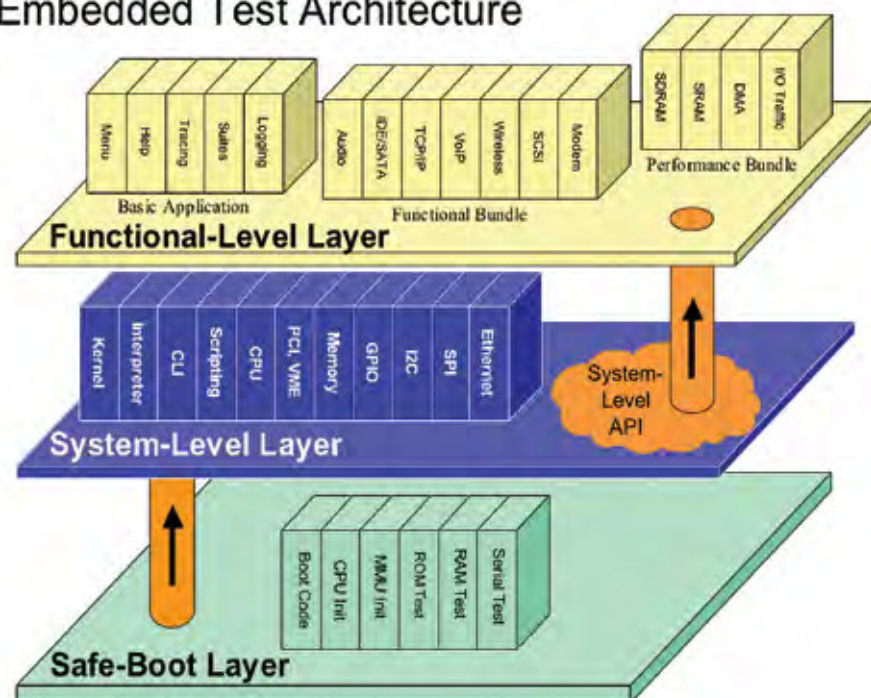 Embedded Test Architecture
Menu
Help
Tracing
Suites
Logging
Basic Application
Audio
IDE/SATA
TCP/IP
VoIP
Wireless
SCSI
Modem
Functional Bundle
SDRAM
SRAM
DMA
I/O Traffic
Performance Bundle
Functional-Level Layer
Kernel
Interpreter
CLI
Scripting
CPU
PCI, VME
Memory
GPIO
I2C
SPI
Ethernet
System-
Level
API
System-Level Layer
Boot Code
CPU Init
MMU Init
ROM Test
RAM Test
Serial Test
Safe-Boot Layer